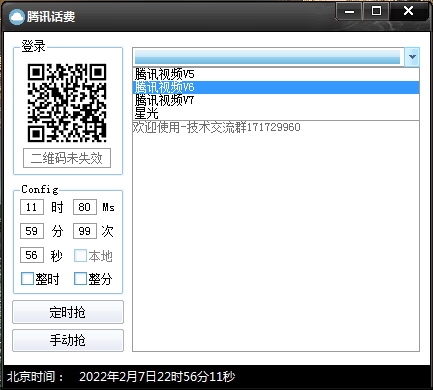 腾讯话费
登录
二维码未失效
Config
11 时 80 Ms
59 分 99 次
56 秒 本地
整时 整分
定时抢
手动抢
腾讯视频V5
腾讯视频V6
腾讯视频V7
星光
欢迎使用-技术交流群171729960
北京时间： 2022年2月7日22时56分11秒